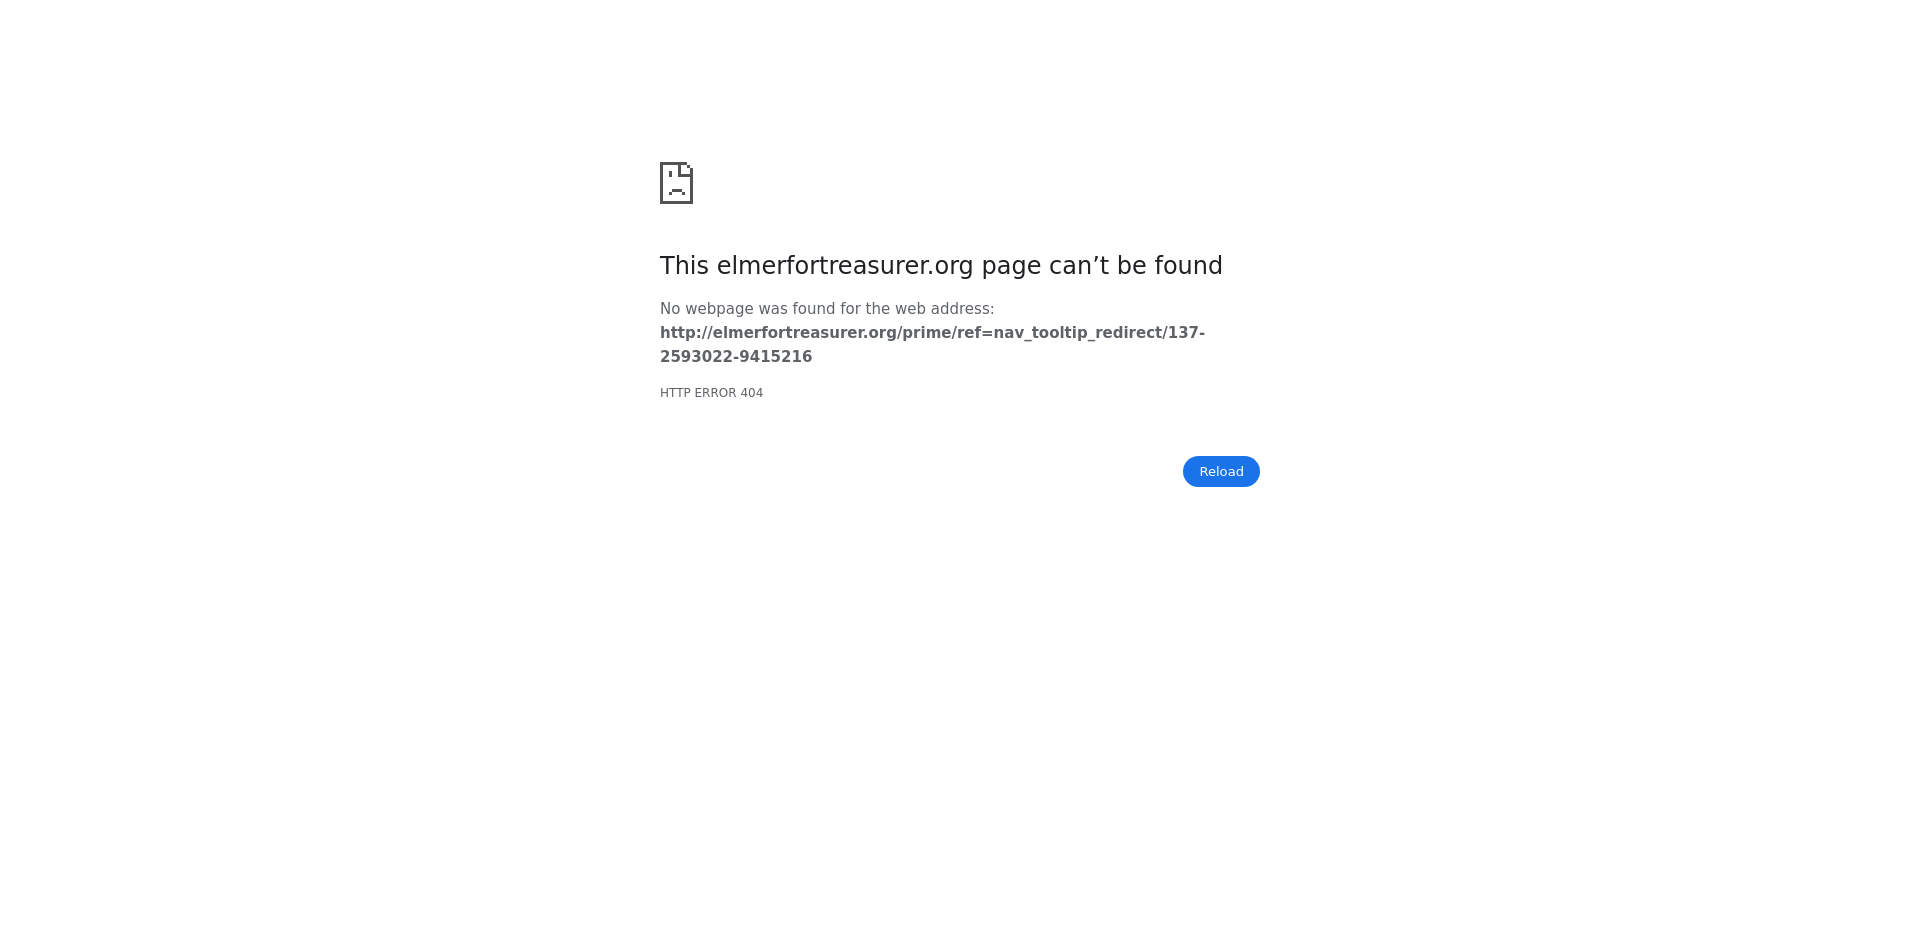 This elmerfortreasurer.org page can’t be found
No webpage was found for the web address:
http://elmerfortreasurer.org/prime/ref=nav_tooltip_redirect/137-
2593022-9415216
HTTP ERROR 404
Reload